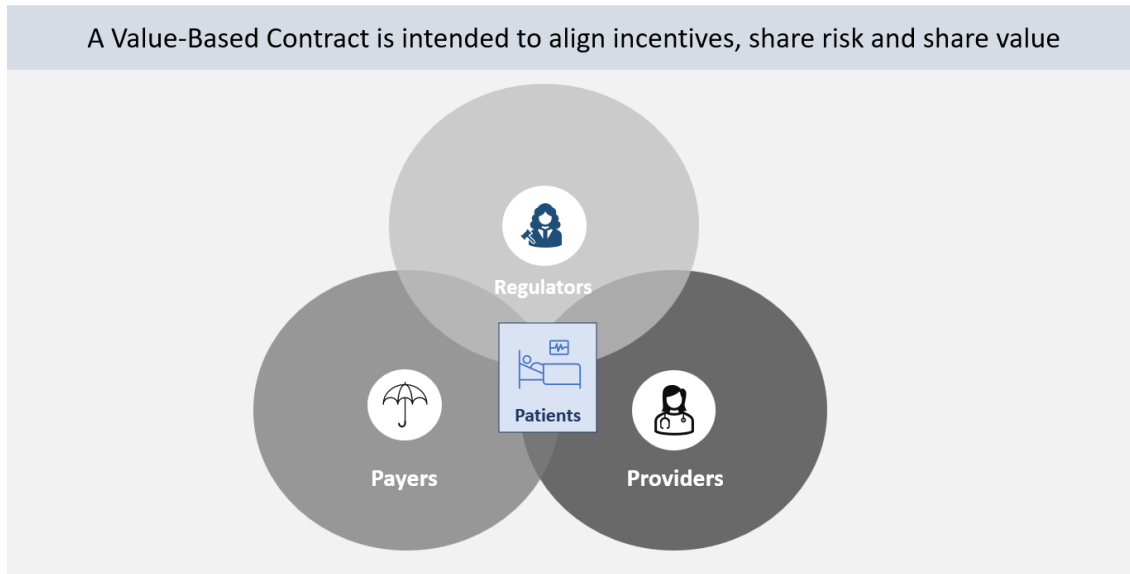 A Value-Based Contract is intended to align incentives, share risk and share value
Regulators
Patients
Payers
Providers